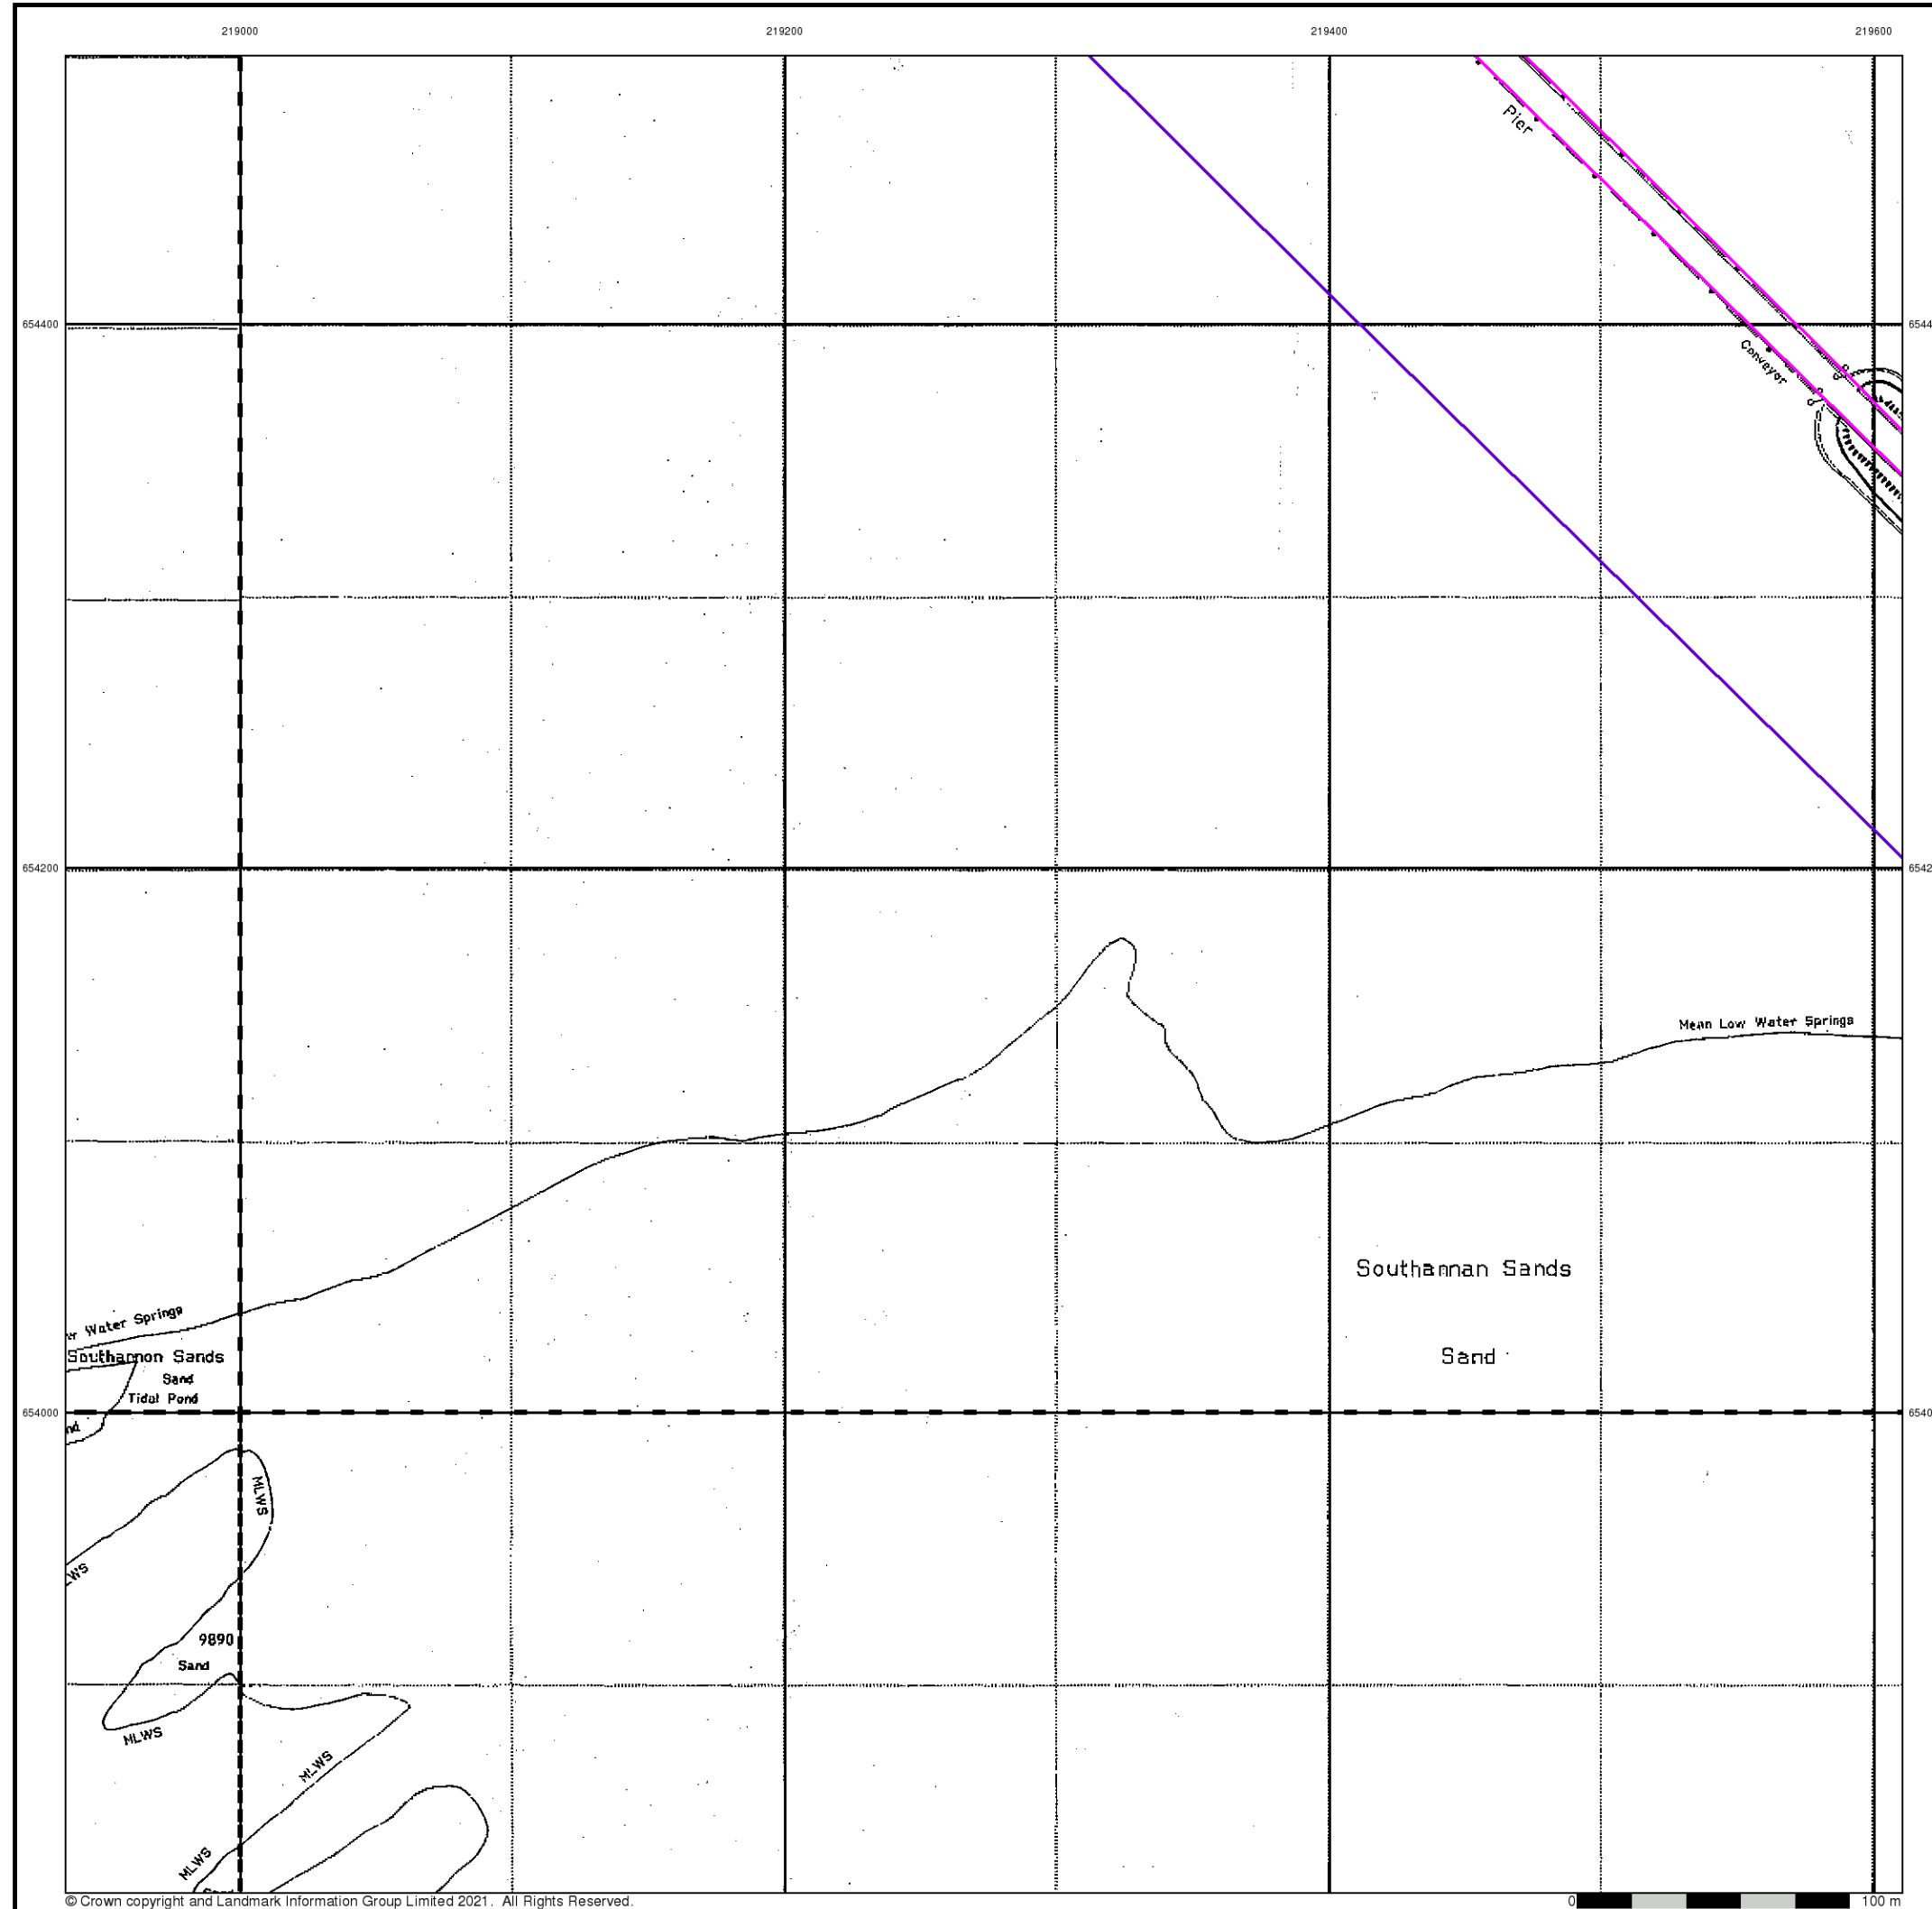 219000 219200 219400 219600
Pier
654400
Conveyor
654200
Mean Low Water Springs
Southannan Sands
Water Springs
Southannon Sands
Sand
Sand
Tidal Pond
654000
MLWS
9890
Sand
MLWS
MLWS
MLWS
© Crown copyright and Landmark Information Group Limited 2021. All Rights Reserved.
0 100 m